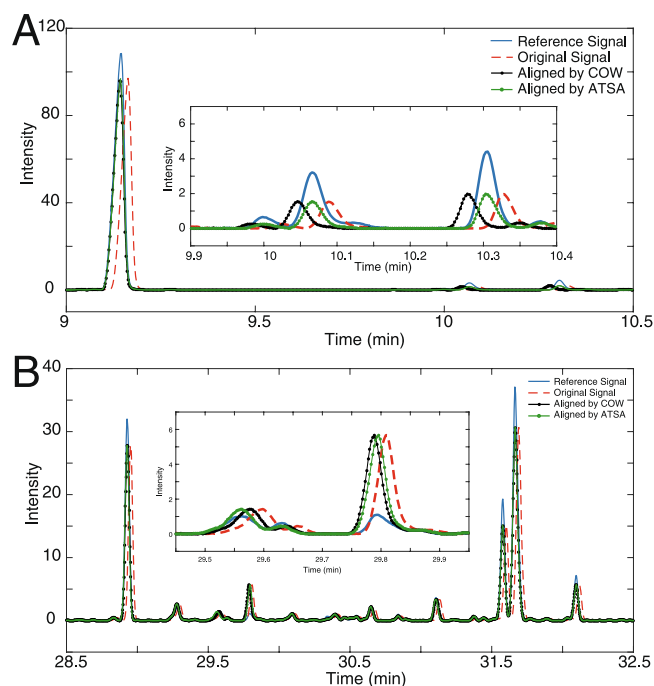 A
120
100
80
60
40
20
0
Intensity
Reference Signal
Original Signal
Aligned by COW
Aligned by ATSA
6
4
2
0
Intensity
9.9 10 10.1 10.2 10.3 10.4
Time (min)
9 9.5 10 10.5
Time (min)
B
40
30
20
10
0
Intensity
Reference Signal
Original Signal
Aligned by COW
Aligned by ATSA
6
4
2
0
Intensity
29.5 29.6 29.7 29.8 29.9
Time (min)
28.5 29.5 30.5 31.5 32.5
Time (min)